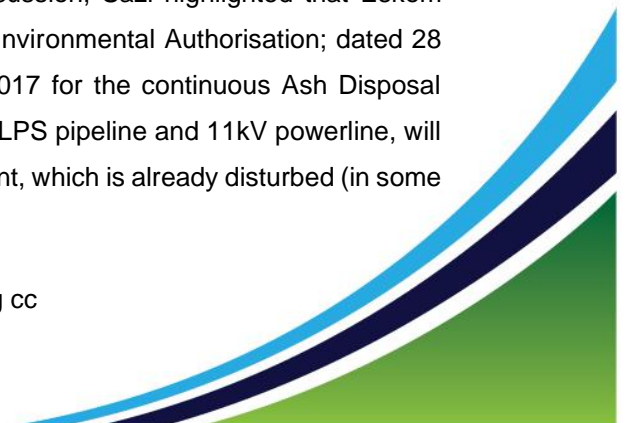 nvironmental Authorisation; dated 28
017 for the continuous Ash Disposal
LPS pipeline and 11kV powerline, will
nt, which is already disturbed (in some
g cc